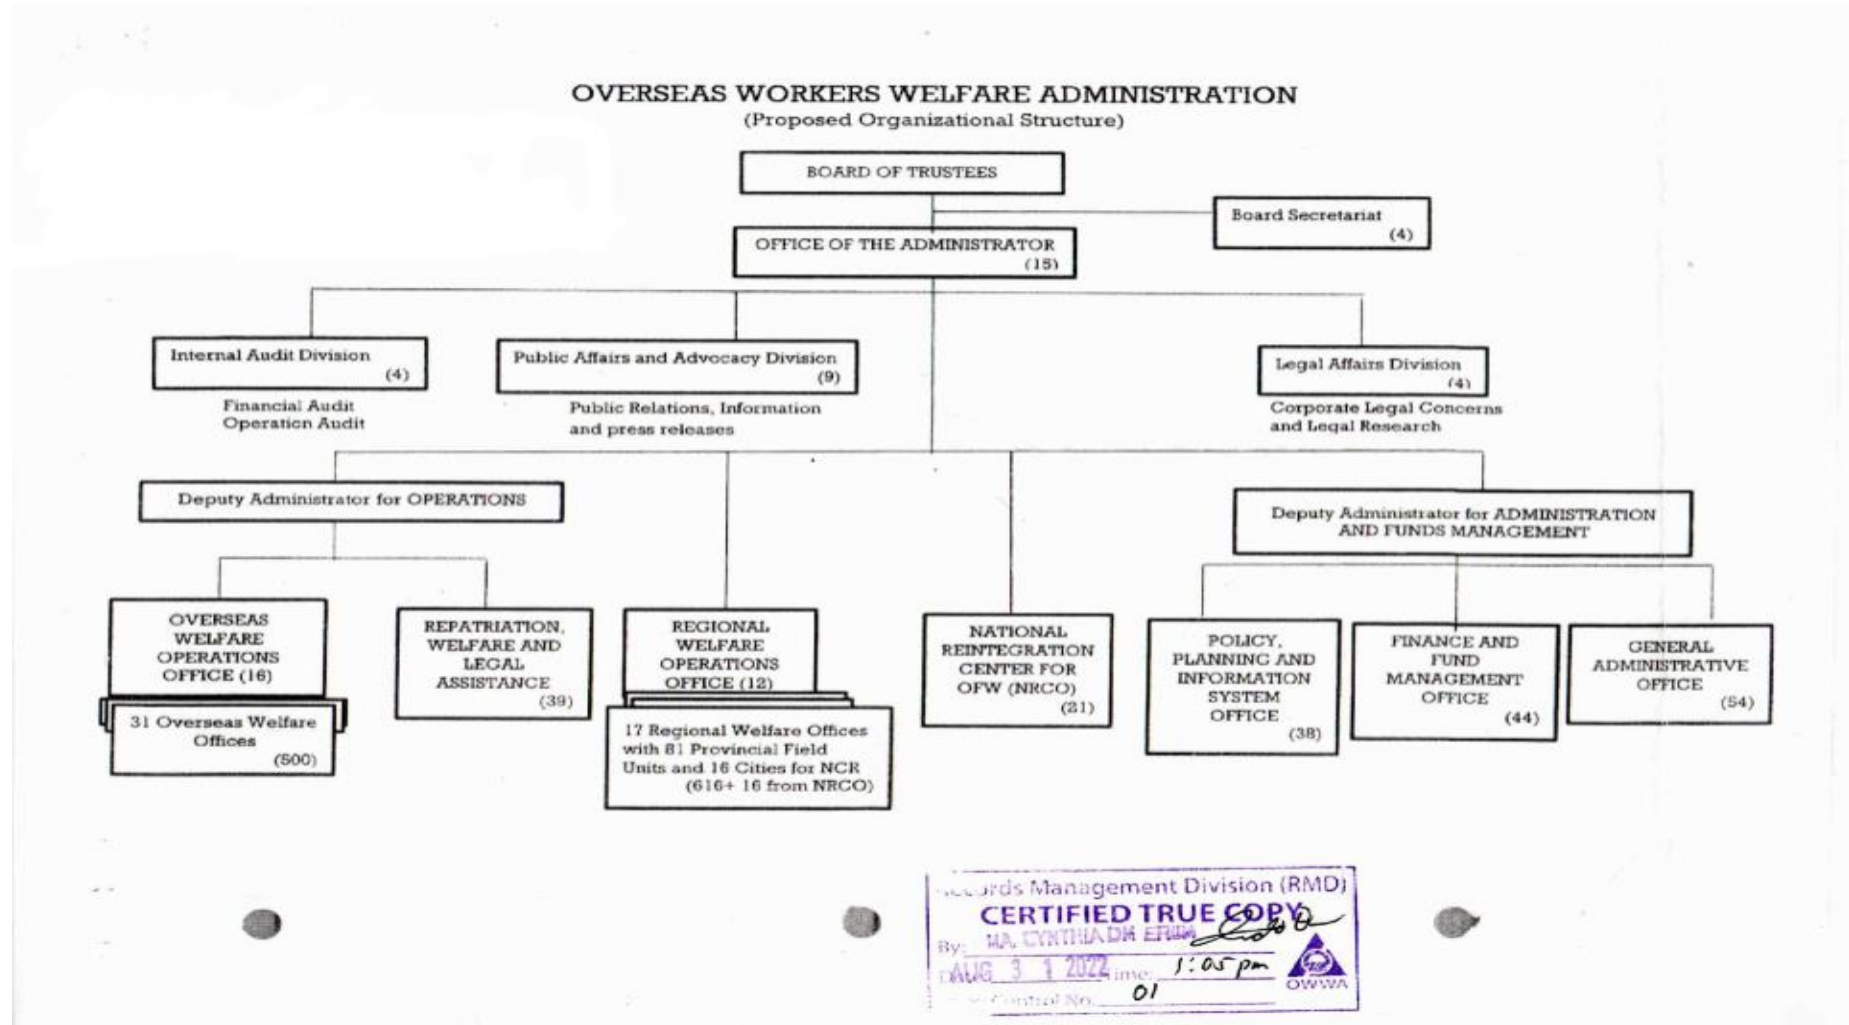 OVERSEAS WORKERS WELFARE ADMINISTRATION
(Proposed Organizational Structure)
BOARD OF TRUSTEES
Board Secretariat
(4)
OFFICE OF THE ADMINISTRATOR
(15)
Internal Audit Division
(4)
Financial Audit
Operation Audit
Public Affairs and Advocacy Division
(9)
Public Relations, Information
and press releases
Legal Affairs Division
(4)
Corporate Legal Concerns
and Legal Research
Deputy Administrator for OPERATIONS
Deputy Administrator for ADMINISTRATION
AND FUNDS MANAGEMENT
OVERSEAS
WELFARE
OPERATIONS
OFFICE (16)
31 Overseas Welfare
Offices
(500)
REPATRIATION,
WELFARE AND
LEGAL
ASSISTANCE
(39)
REGIONAL
WELFARE
OPERATIONS
OFFICE (12)
17 Regional Welfare Offices
with 81 Provincial Field
Units and 16 Cities for NCR
(616+ 16 from NRCO)
NATIONAL
REINTEGRATION
CENTER FOR
OFW (NRCO)
(21)
POLICY,
PLANNING AND
INFORMATION
SYSTEM
OFFICE
(38)
FINANCE AND
FUND
MANAGEMENT
OFFICE
(44)
GENERAL
ADMINISTRATIVE
OFFICE
(54)
Management Division (RMD)
CERTIFIED TRUE COPY
By: MA. CYNTHIA DM
AUG 31 2022 Time: 1:05 pm
Control No. 01
OWWA